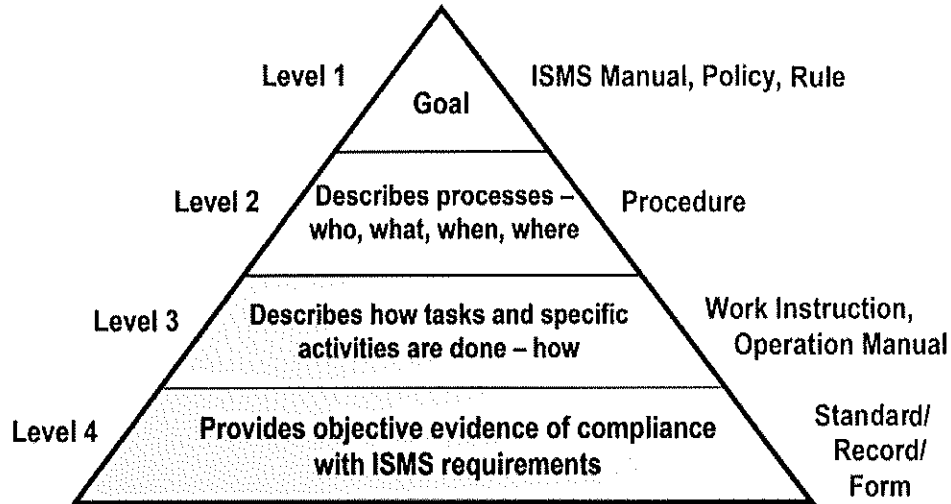 Level 1
Goal
ISMS Manual, Policy, Rule
Level 2
Describes processes –
who, what, when, where
Procedure
Level 3
Describes how tasks and specific
activities are done – how
Work Instruction,
Operation Manual
Level 4
Provides objective evidence of compliance
with ISMS requirements
Standard/
Record/
Form